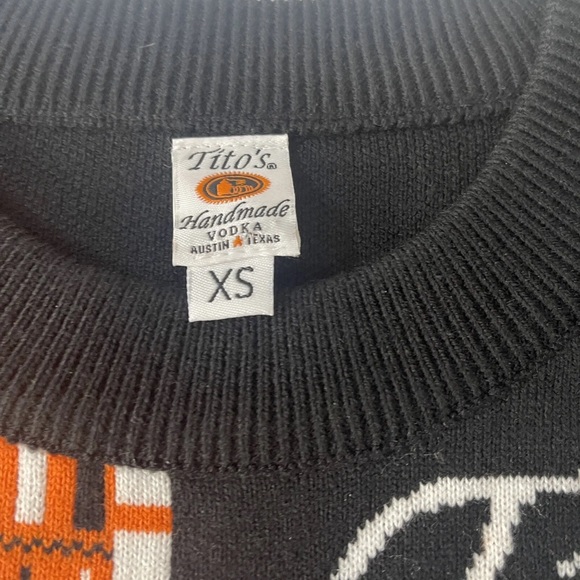 Tito's®
Handmade
VODKA
AUSTIN ★ TEXAS
XS